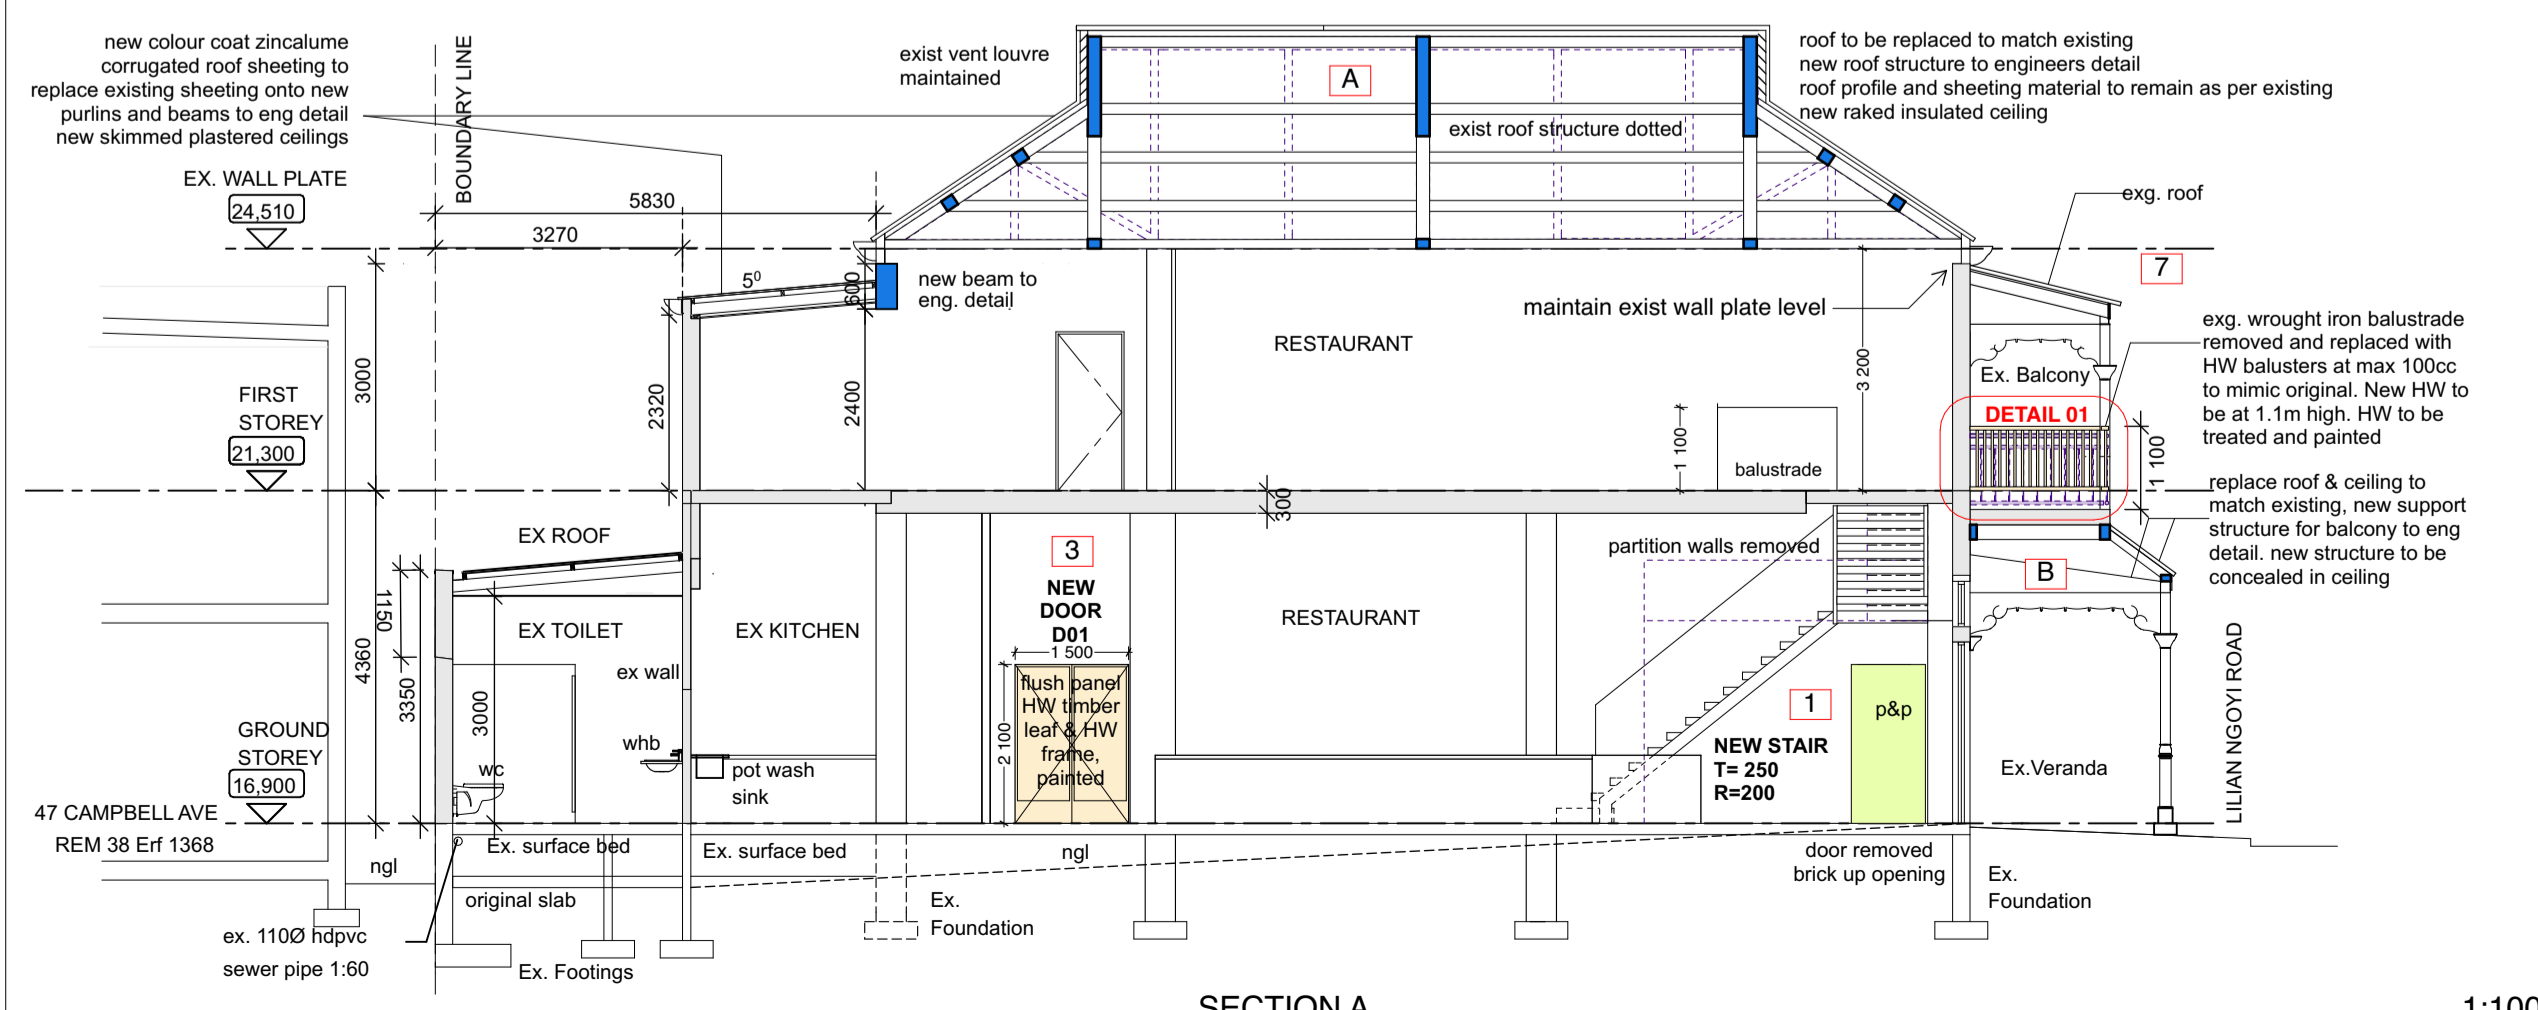 new colour coat zincalume
corrugated roof sheeting to
replace existing sheeting onto new
purlins and beams to eng detail
new skimmed plastered ceilings
BOUNDARY LINE
exist vent louvre
maintained
A
exist roof structure dotted
roof to be replaced to match existing
new roof structure to engineers detail
roof profile and sheeting material to remain as per existing
new raked insulated ceiling
EX. WALL PLATE
24,510
5830
3270
exg. roof
7
5⁰
600
new beam to
eng. detail
maintain exist wall plate level
RESTAURANT
3 200
Ex. Balcony
DETAIL 01
exg. wrought iron balustrade
removed and replaced with
HW balusters at max 100cc
to mimic original. New HW to
be at 1.1m high. HW to be
treated and painted
3000
2320
2400
FIRST
STOREY
21,300
1 100
balustrade
1 100
300
replace roof & ceiling to
match existing, new support
structure for balcony to eng
detail. new structure to be
concealed in ceiling
EX ROOF
3
NEW
DOOR
D01
1 500
partition walls removed
B
1150
4360
3350
3000
EX TOILET
EX KITCHEN
RESTAURANT
ex wall
flush panel
HW timber
leaf & HW
frame,
painted
2 100
1
p&p
NEW STAIR
T= 250
R=200
LILIAN NGOYI ROAD
GROUND
STOREY
16,900
whb
wc
pot wash
sink
Ex.Veranda
47 CAMPBELL AVE
REM 38 Erf 1368
ngl
Ex. surface bed
Ex. surface bed
ngl
door removed
brick up opening
Ex.
Foundation
original slab
Ex.
Foundation
ex. 110Ø hdpvc
sewer pipe 1:60
Ex. Footings
SECTION A
1:100